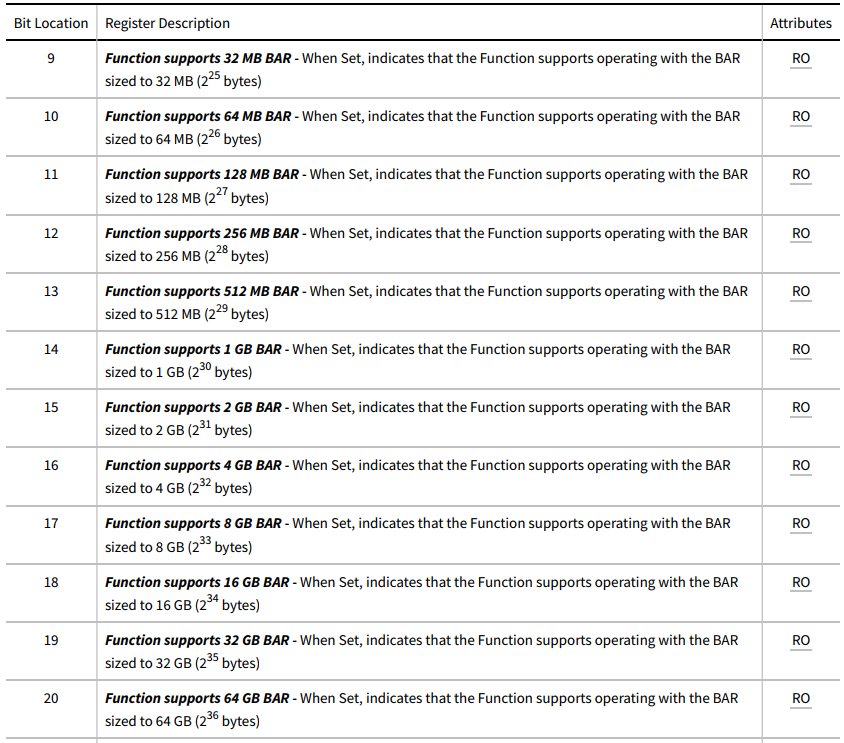 Bit Location Register Description Attributes
9 Function supports 32 MB BAR - When Set, indicates that the Function supports operating with the BAR RO
sized to 32 MB (2^25 bytes)
10 Function supports 64 MB BAR - When Set, indicates that the Function supports operating with the BAR RO
sized to 64 MB (2^26 bytes)
11 Function supports 128 MB BAR - When Set, indicates that the Function supports operating with the BAR RO
sized to 128 MB (2^27 bytes)
12 Function supports 256 MB BAR - When Set, indicates that the Function supports operating with the BAR RO
sized to 256 MB (2^28 bytes)
13 Function supports 512 MB BAR - When Set, indicates that the Function supports operating with the BAR RO
sized to 512 MB (2^29 bytes)
14 Function supports 1 GB BAR - When Set, indicates that the Function supports operating with the BAR RO
sized to 1 GB (2^30 bytes)
15 Function supports 2 GB BAR - When Set, indicates that the Function supports operating with the BAR RO
sized to 2 GB (2^31 bytes)
16 Function supports 4 GB BAR - When Set, indicates that the Function supports operating with the BAR RO
sized to 4 GB (2^32 bytes)
17 Function supports 8 GB BAR - When Set, indicates that the Function supports operating with the BAR RO
sized to 8 GB (2^33 bytes)
18 Function supports 16 GB BAR - When Set, indicates that the Function supports operating with the BAR RO
sized to 16 GB (2^34 bytes)
19 Function supports 32 GB BAR - When Set, indicates that the Function supports operating with the BAR RO
sized to 32 GB (2^35 bytes)
20 Function supports 64 GB BAR - When Set, indicates that the Function supports operating with the BAR RO
sized to 64 GB (2^36 bytes)